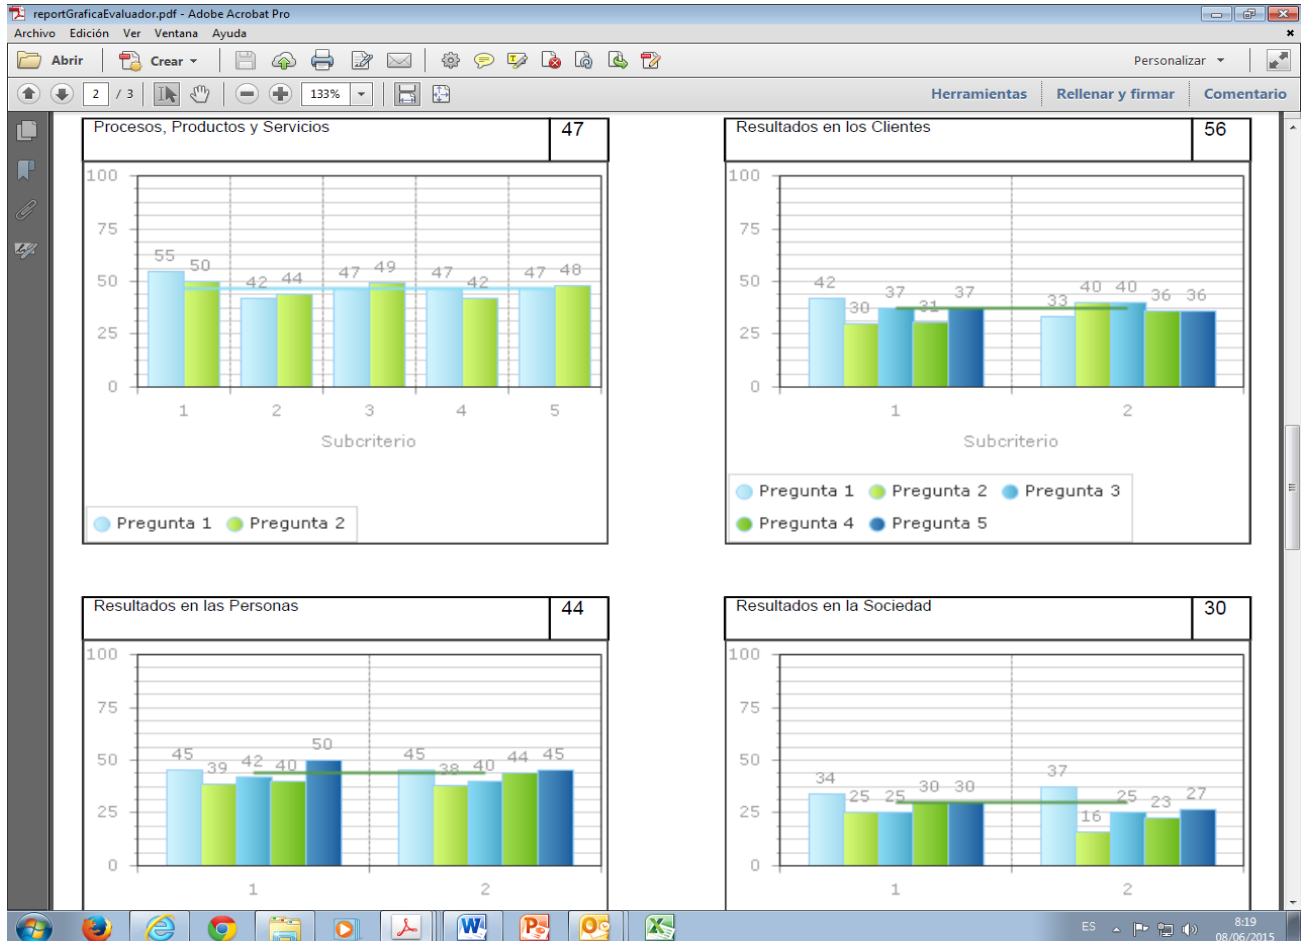 reportGraficaEvaluador.pdf - Adobe Acrobat Pro
Archivo Edición Ver Ventana Ayuda
Abrir Crear Personalizar
2 / 3 133% Herramientas Rellenar y firmar Comentario
Procesos, Productos y Servicios 47
100
75
50
25
0
55 50 42 44 47 49 47 42 47 48
1 2 3 4 5
Subcriterio
Pregunta 1 Pregunta 2
Resultados en los Clientes 56
100
75
50
25
0
42 30 37 31 37 33 40 40 36 36
1 2
Subcriterio
Pregunta 1 Pregunta 2 Pregunta 3
Pregunta 4 Pregunta 5
Resultados en las Personas 44
100
75
50
25
0
45 39 42 40 50 45 38 40 44 45
1 2
Resultados en la Sociedad 30
100
75
50
25
0
34 25 25 30 30 37 16 25 23 27
1 2
ES 8:19
08/06/2015